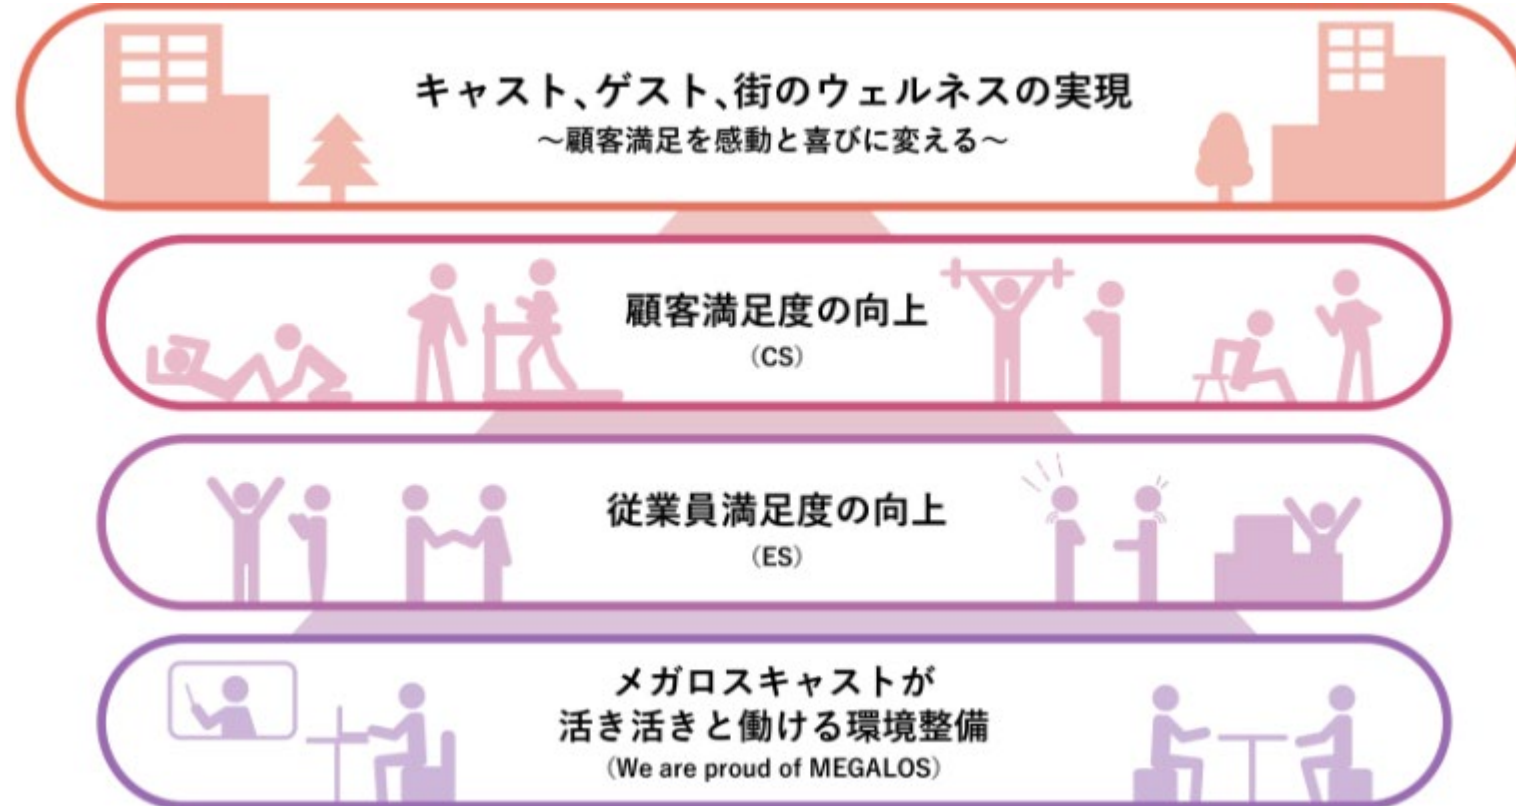 キャスト、ゲスト、街のウェルネスの実現
～顧客満足を感動と喜びに変える～
顧客満足度の向上
（CS）
従業員満足度の向上
（ES）
メガロスキャストが
活き活きと働ける環境整備
（We are proud of MEGALOS）